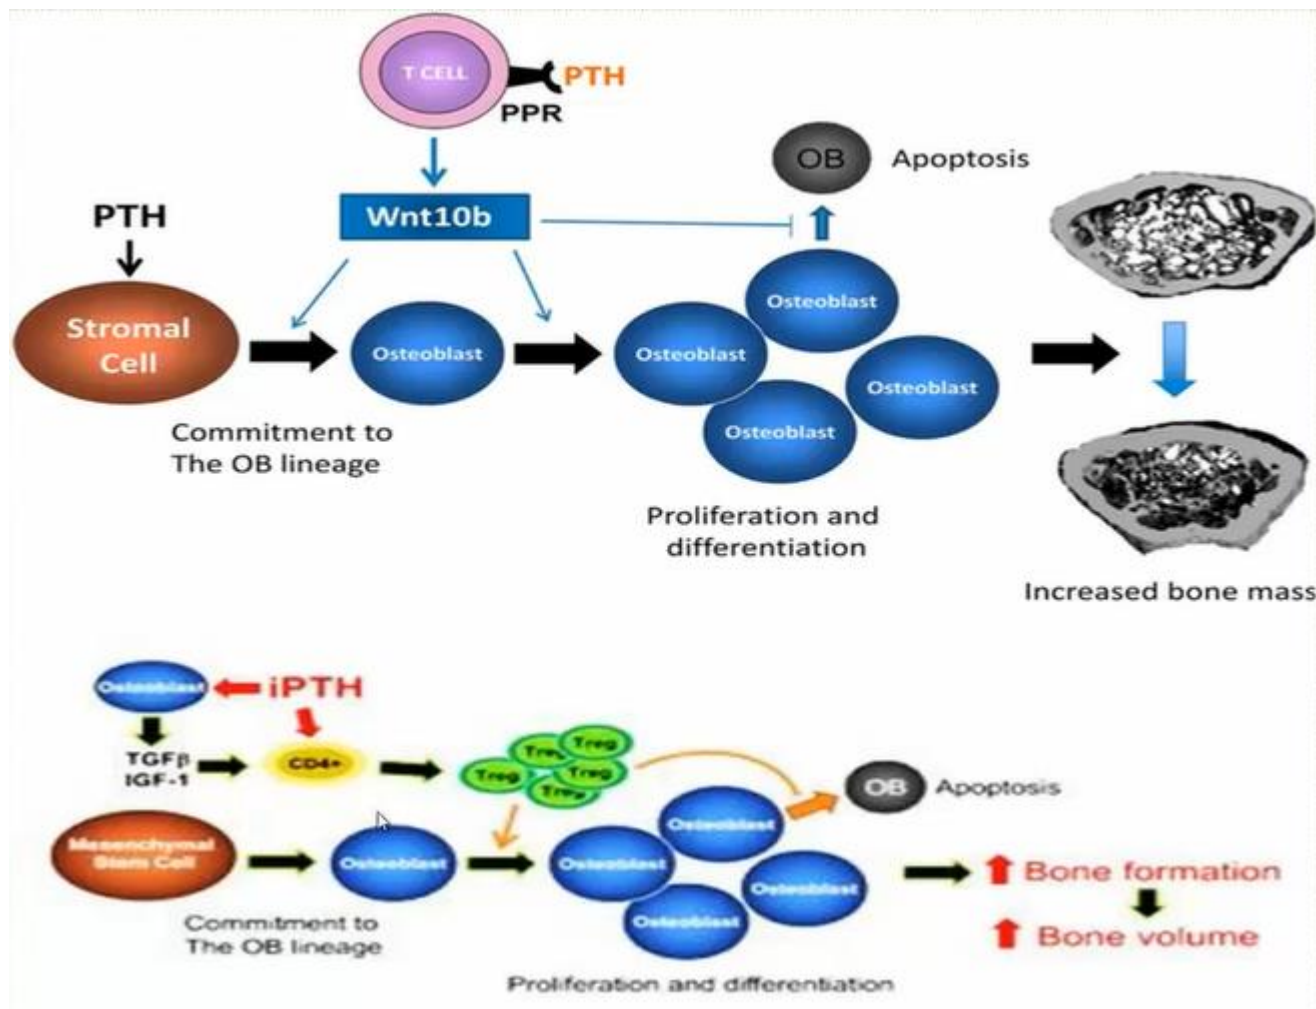 T CELL
PTH
PPR
OB
Apoptosis
Wnt10b
PTH
Stromal
Cell
Osteoblast
Osteoblast
Osteoblast
Osteoblast
Osteoblast
Commitment to
The OB lineage
Proliferation and
differentiation
Increased bone mass
Osteoblast
iPTH
TGFβ
IGF-1
CD4+
Treg
Treg
Treg
Treg
Treg
OB
Apoptosis
Mesenchymal
Stem Cell
Osteoblast
Osteoblast
Osteoblast
Osteoblast
Osteoblast
Bone formation
Bone volume
Commitment to
The OB lineage
Proliferation and differentiation